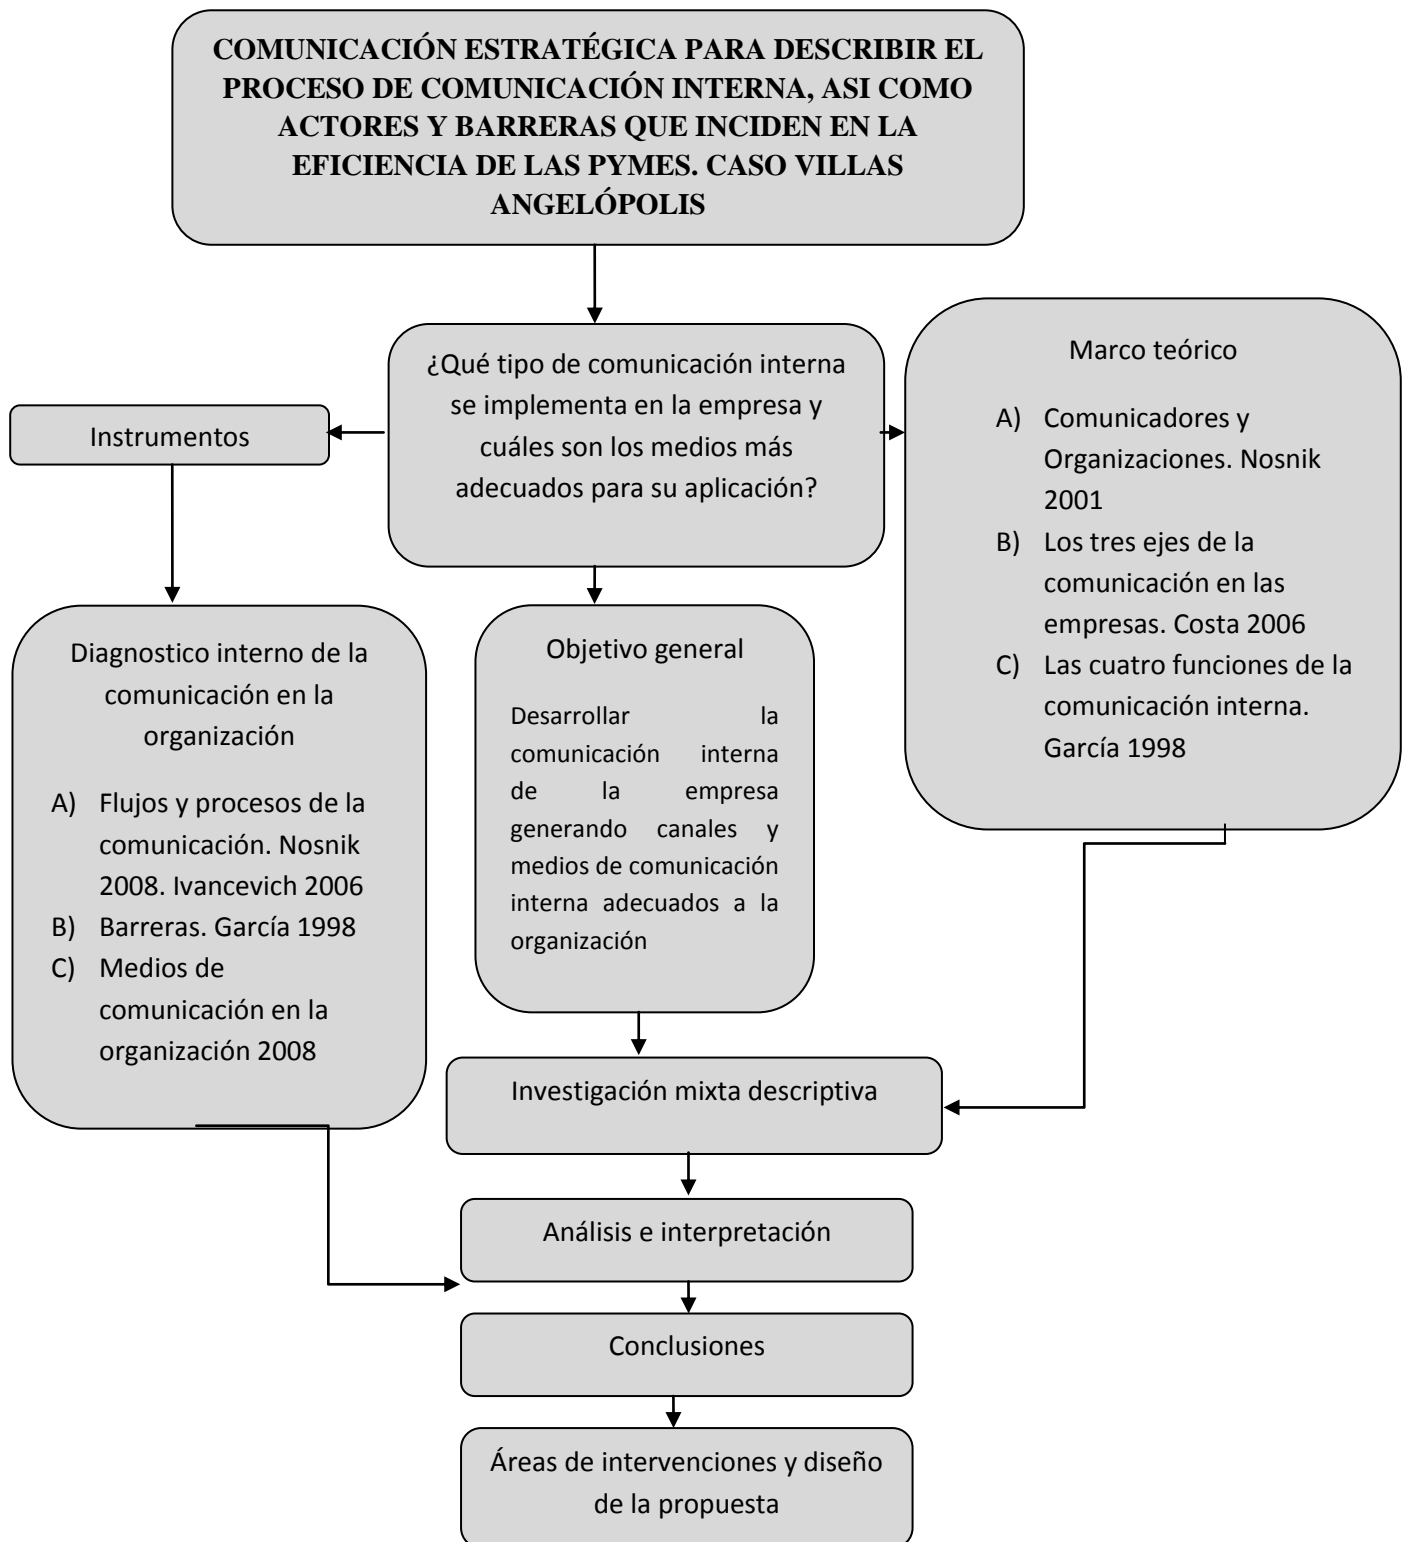 COMUNICACIÓN ESTRATÉGICA PARA DESCRIBIR EL
PROCESO DE COMUNICACIÓN INTERNA, ASI COMO
ACTORES Y BARRERAS QUE INCIDEN EN LA
EFICIENCIA DE LAS PYMES. CASO VILLAS
ANGELÓPOLIS
¿Qué tipo de comunicación interna
se implementa en la empresa y
cuáles son los medios más
adecuados para su aplicación?
Instrumentos
Marco teórico
A) Comunicadores y
Organizaciones. Nosnik
2001
B) Los tres ejes de la
comunicación en las
empresas. Costa 2006
C) Las cuatro funciones de la
comunicación interna.
García 1998
Diagnostico interno de la
comunicación en la
organización
A) Flujos y procesos de la
comunicación. Nosnik
2008. Ivancevich 2006
B) Barreras. García 1998
C) Medios de
comunicación en la
organización 2008
Objetivo general
Desarrollar la
comunicación interna
de la empresa
generando canales y
medios de comunicación
interna adecuados a la
organización
Investigación mixta descriptiva
Análisis e interpretación
Conclusiones
Áreas de intervenciones y diseño
de la propuesta